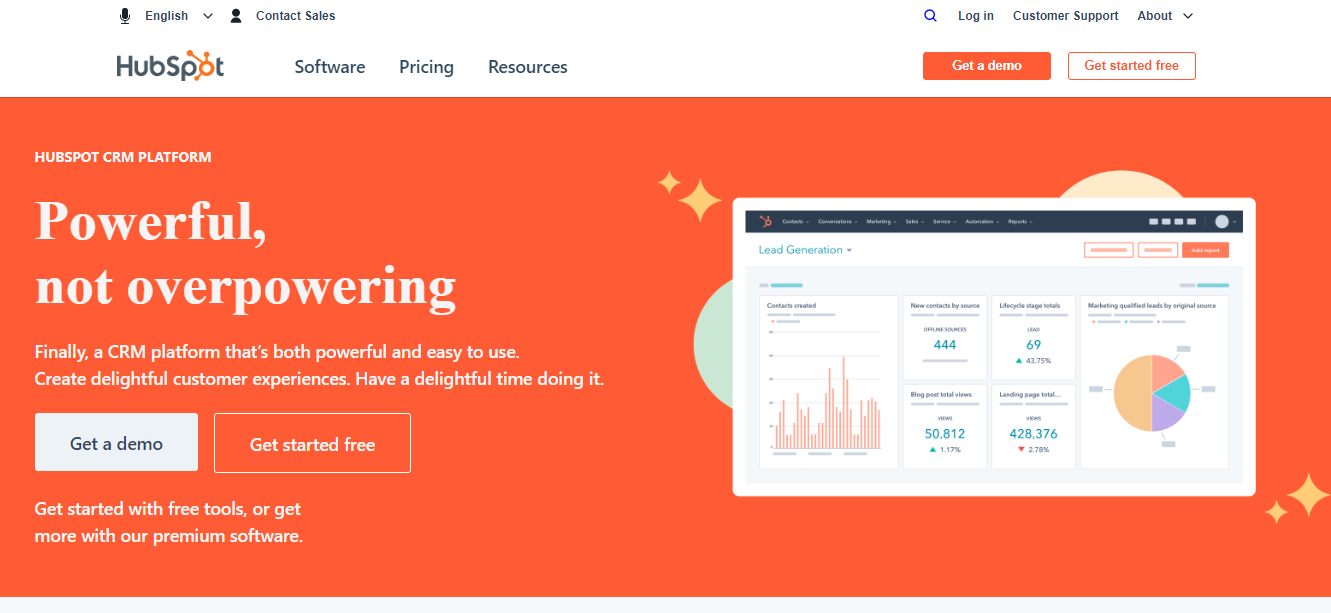 English
Contact Sales
Log in
Customer Support
About
HubSpot
Software
Pricing
Resources
Get a demo
Get started free
HUBSPOT CRM PLATFORM
Powerful,
not overpowering
Finally, a CRM platform that's both powerful and easy to use.
Create delightful customer experiences. Have a delightful time doing it.
Get a demo
Get started free
Get started with free tools, or get
more with our premium software.
Contacts
Conversations
Marketing
Sales
Service
Automation
Reports
Lead Generation
Add report
Contacts created
New contacts by source
OFFLINE SOURCES
444
Lifecycle stage totals
LEAD
69
43.75%
Marketing qualified leads by original source
Blog post total views
VIEWS
50,812
1.17%
Landing page total...
VIEWS
428,376
2.78%